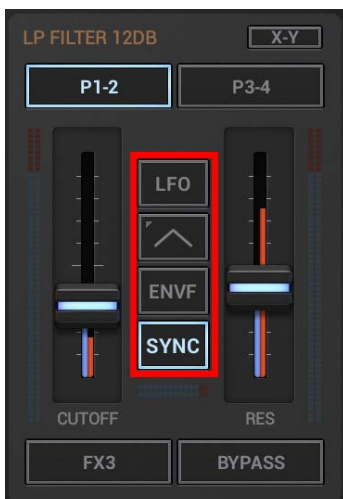 LP FILTER 12DB X-Y
P1-2 P3-4
LFO
ENVF
SYNC
CUTOFF RES
FX3 BYPASS